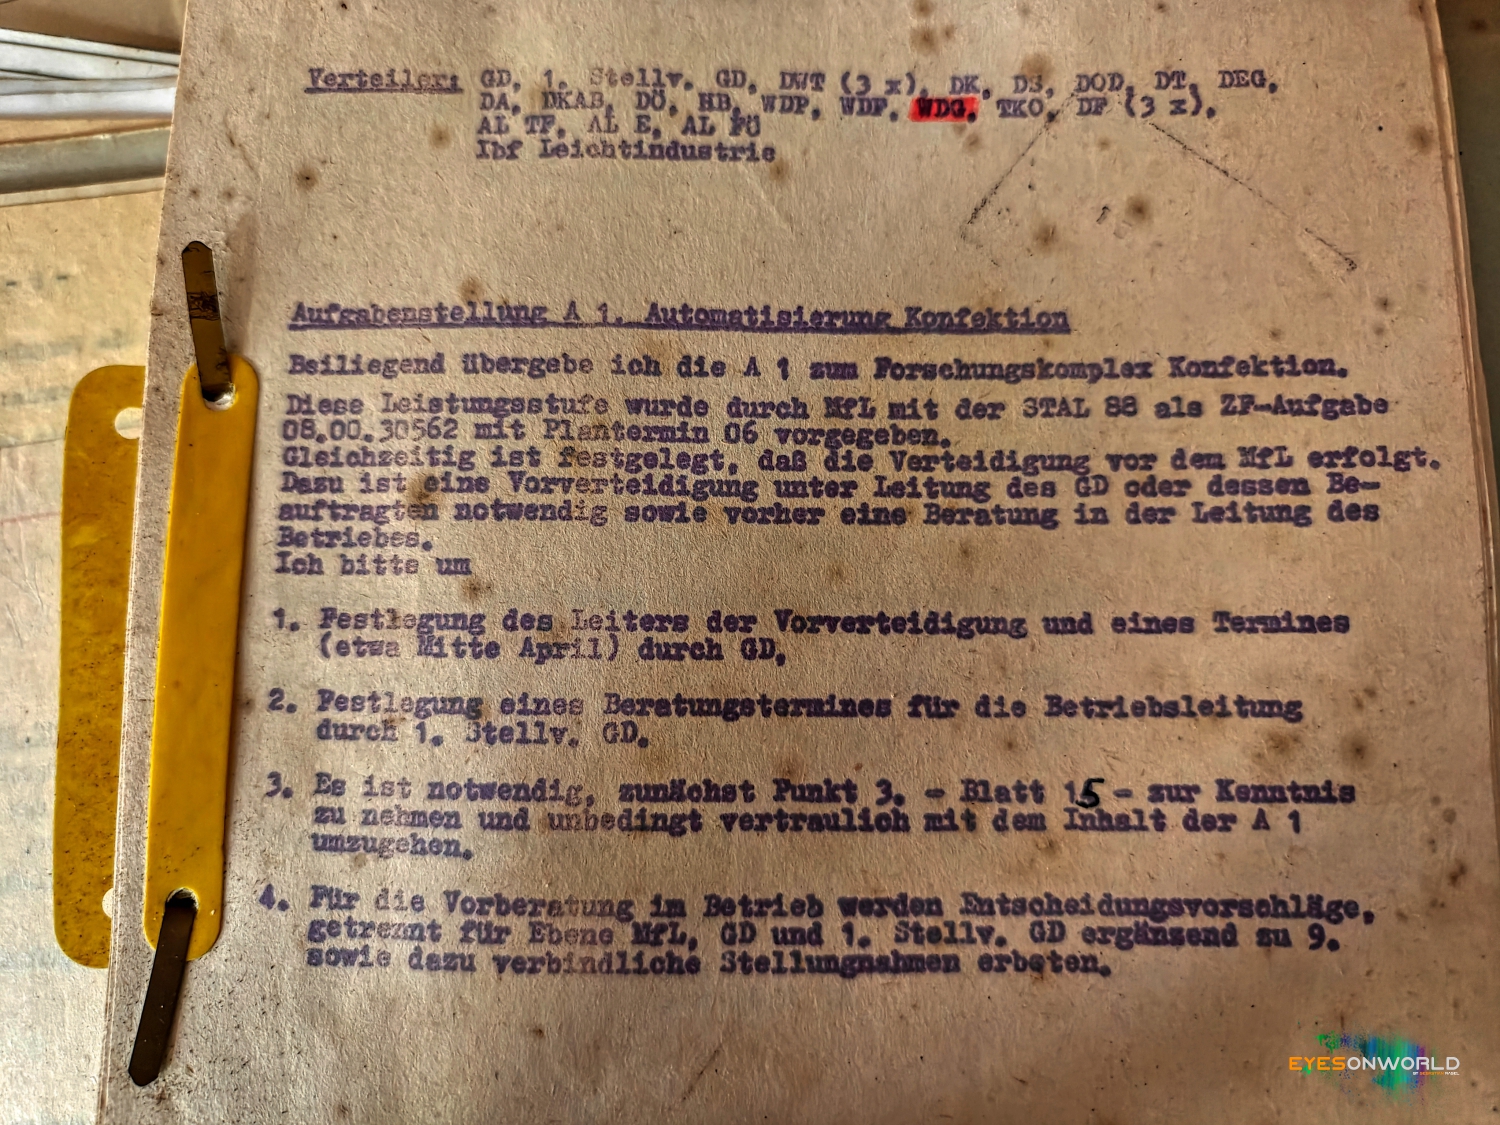 Verteiler: GD, 1. Stellv. GD, DWT (3 x), DK, DS, DOD, DT, DEG,
DA, DKAB, DÖ, HB, WDP, WDF, WDG, TKO, DF (3 x),
AL TF, AL E, AL FÖ
Ibf Leichtindustrie
Aufgabenstellung A 1. Automatisierung Konfektion
Beiliegend übergebe ich die A 1 zum Forschungskomplex Konfektion.
Diese Leistungsstufe wurde durch MfL mit der STAL 88 als ZF-Aufgabe
08.00.30562 mit Plantermin 06 vorgegeben.
Gleichzeitig ist festgelegt, daß die Verteidigung vor dem MfL erfolgt.
Dazu ist eine Vorverteidigung unter Leitung des GD oder dessen Be-
auftragten notwendig sowie vorher eine Beratung in der Leitung des
Betriebes.
Ich bitte um
1. Festlegung des Leiters der Vorverteidigung und eines Termines
(etwa Mitte April) durch GD,
2. Festlegung eines Beratungstermines für die Betriebsleitung
durch 1. Stellv. GD.
3. Es ist notwendig, zunächst Punkt 3. - Blatt 15 - zur Kenntnis
zu nehmen und unbedingt vertraulich mit dem Inhalt der A 1
umzugehen.
4. Für die Vorberatung im Betrieb werden Entscheidungsvorschläge,
getrennt für Ebene MfL, GD und 1. Stellv. GD ergänzend zu 9.
sowie dazu verbindliche Stellungnahmen erbeten.
EYESONWORLD